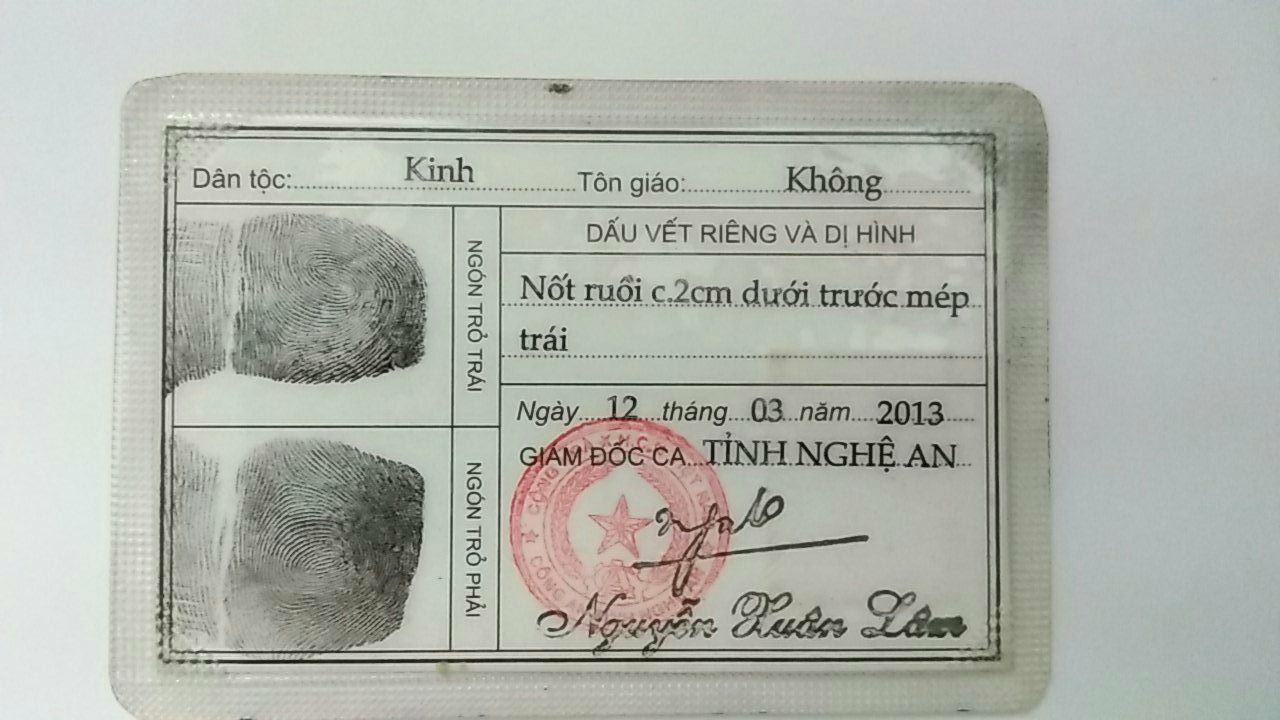 Dân tộc: Kinh Tôn giáo: Không
NGÓN TRỎ TRÁI
DẤU VẾT RIÊNG VÀ DỊ HÌNH
Nốt ruồi c.2cm dưới trước mép
trái
Ngày 12 tháng 03 năm 2013
GIÁM ĐỐC CA TỈNH NGHỆ AN
NGÓN TRỎ PHẢI
Nguyễn Xuân Lâm